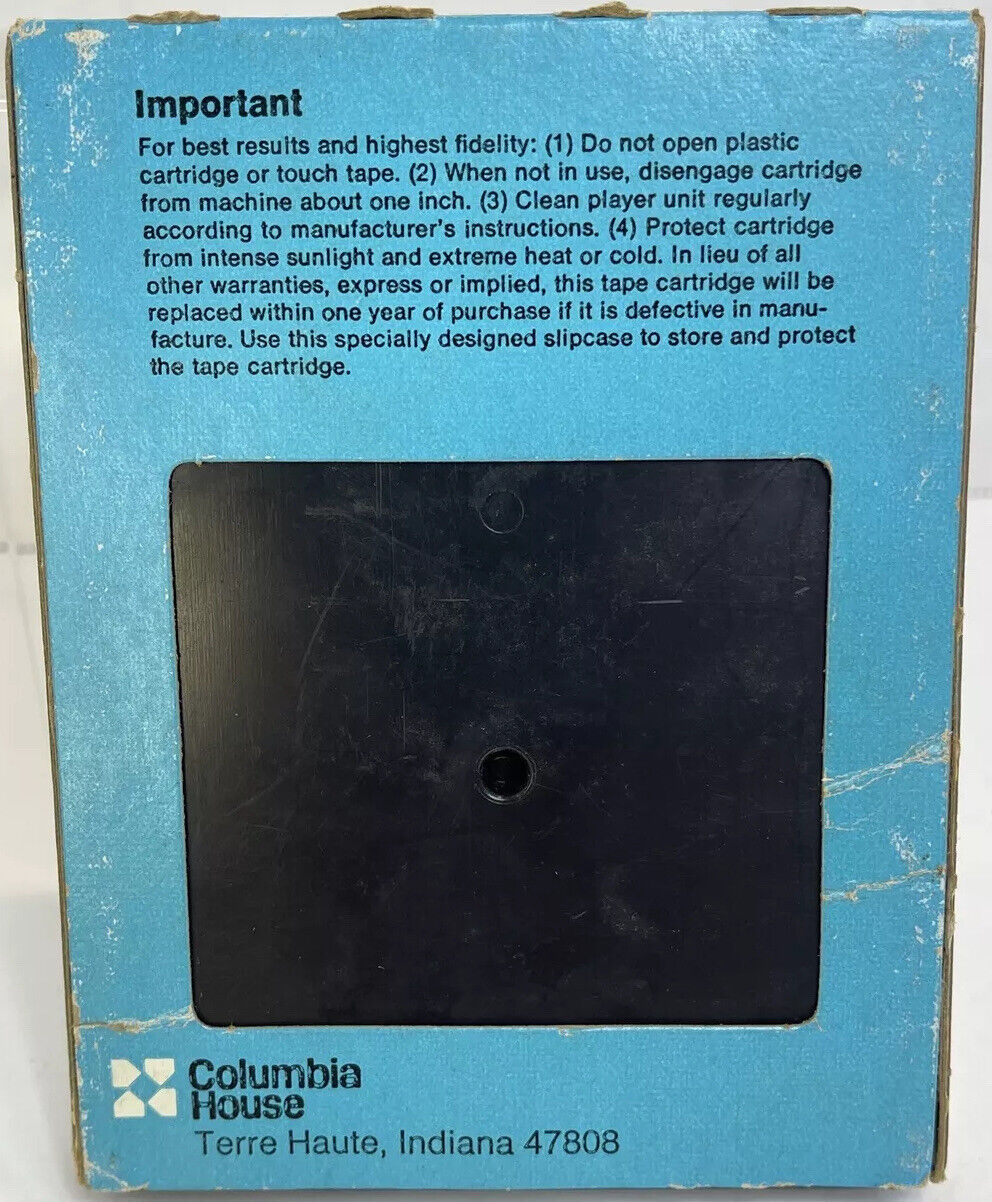 Important
For best results and highest fidelity: (1) Do not open plastic
cartridge or touch tape. (2) When not in use, disengage cartridge
from machine about one inch. (3) Clean player unit regularly
according to manufacturer's instructions. (4) Protect cartridge
from intense sunlight and extreme heat or cold. In lieu of all
other warranties, express or implied, this tape cartridge will be
replaced within one year of purchase if it is defective in manu-
facture. Use this specially designed slipcase to store and protect
the tape cartridge.
Columbia
House
Terre Haute, Indiana 47808